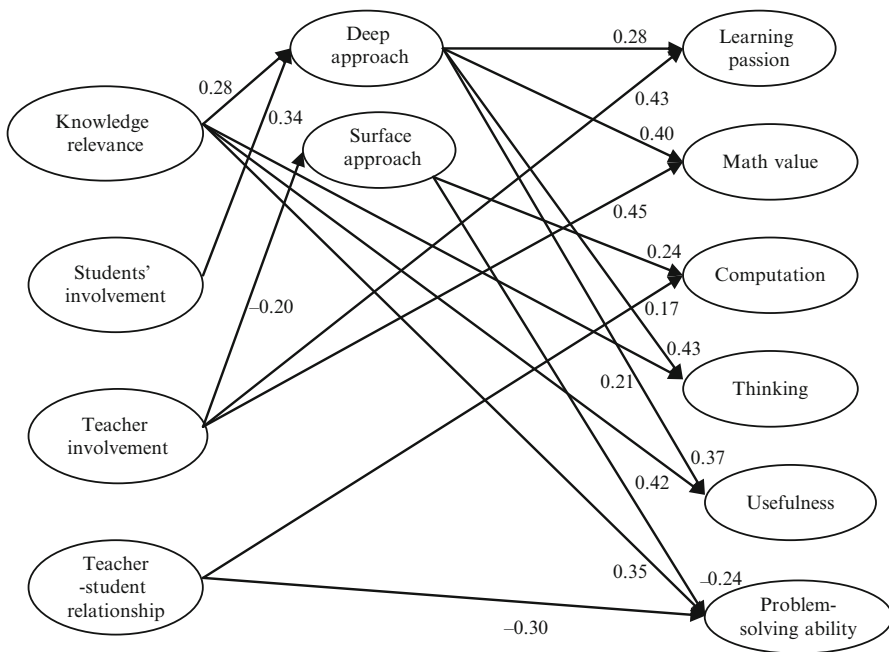 Deep
approach
0.28
Learning
passion
0.28
0.43
Knowledge
relevance
0.34
Surface
approach
0.40
Math value
0.45
Students’
involvement
–0.20
0.24
Computation
0.17
0.43
0.21
Thinking
Teacher
involvement
0.37
0.42
Usefulness
Teacher
-student
relationship
0.35
–0.24
–0.30
Problem-
solving ability